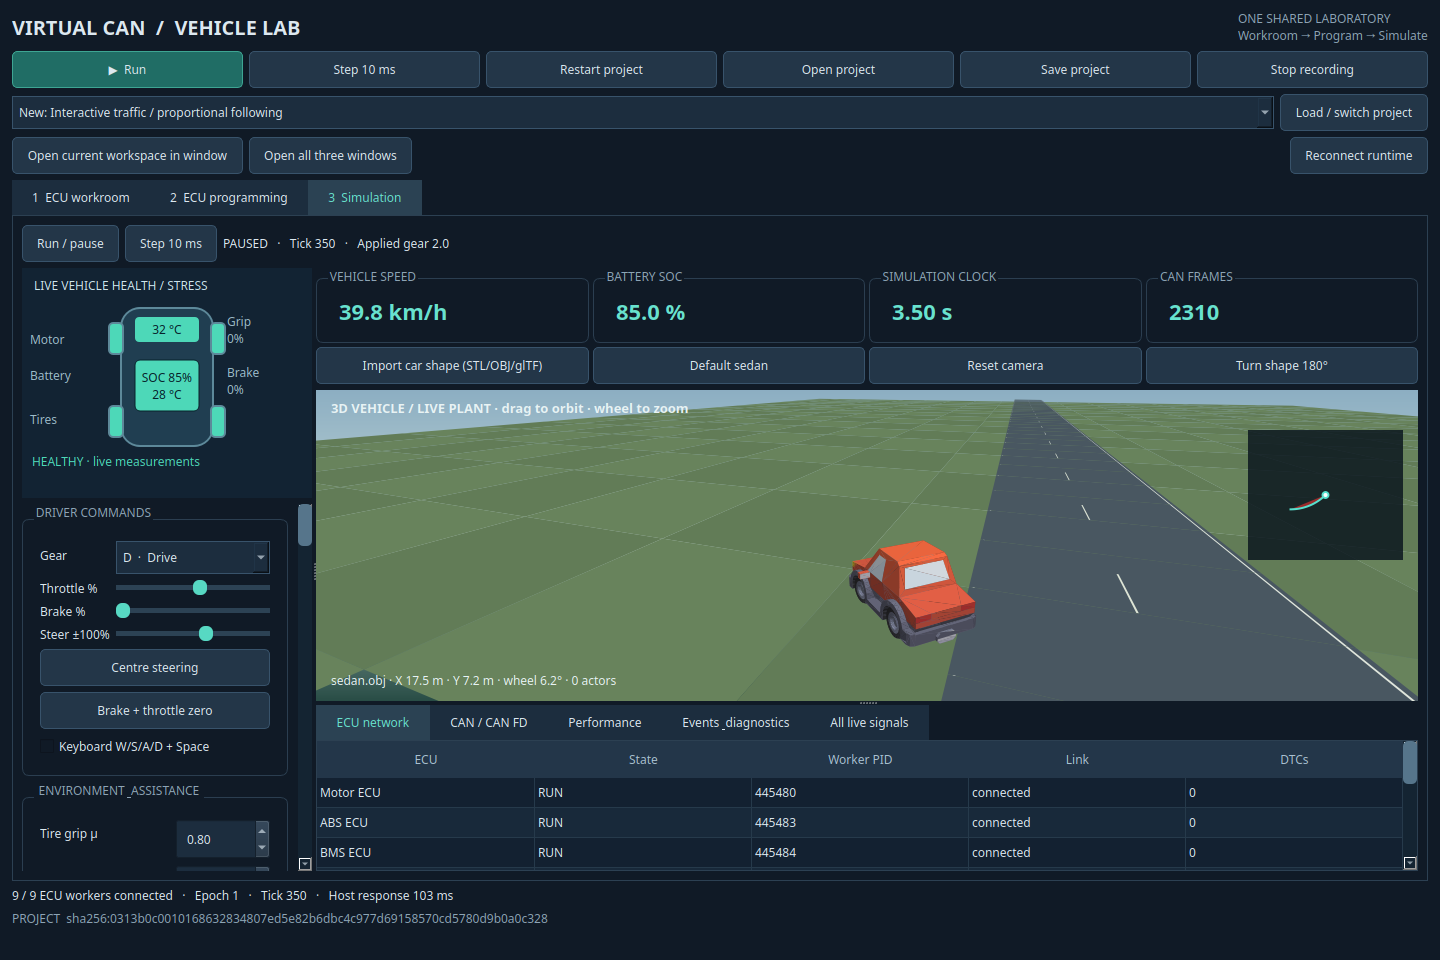 VIRTUAL CAN / VEHICLE LAB
ONE SHARED LABORATORY
Workroom → Program → Simulate
▶ Run
Step 10 ms
Restart project
Open project
Save project
Stop recording
New: Interactive traffic / proportional following
Load / switch project
Open current workspace in window
Open all three windows
Reconnect runtime
1 ECU workroom
2 ECU programming
3 Simulation
Run / pause
Step 10 ms
PAUSED · Tick 350 · Applied gear 2.0
LIVE VEHICLE HEALTH / STRESS
Motor
32 °C
Grip
0%
Battery
SOC 85%
28 °C
Brake
0%
Tires
HEALTHY · live measurements
VEHICLE SPEED
39.8 km/h
BATTERY SOC
85.0 %
SIMULATION CLOCK
3.50 s
CAN FRAMES
2310
Import car shape (STL/OBJ/glTF)
Default sedan
Reset camera
Turn shape 180°
3D VEHICLE / LIVE PLANT · drag to orbit · wheel to zoom
sedan.obj · X 17.5 m · Y 7.2 m · wheel 6.2° · 0 actors
DRIVER COMMANDS
Gear
D · Drive
Throttle %
Brake %
Steer ±100%
Centre steering
Brake + throttle zero
Keyboard W/S/A/D + Space
ENVIRONMENT _ASSISTANCE
Tire grip µ
0.80
ECU network
CAN / CAN FD
Performance
Events _diagnostics
All live signals
ECU State Worker PID Link DTCs
Motor ECU RUN 445480 connected 0
ABS ECU RUN 445483 connected 0
BMS ECU RUN 445484 connected 0
9 / 9 ECU workers connected · Epoch 1 · Tick 350 · Host response 103 ms
PROJECT sha256:0313b0c0010168632834807ed5e82b6dbc4c977d69158570cd5780d9b0a0c328